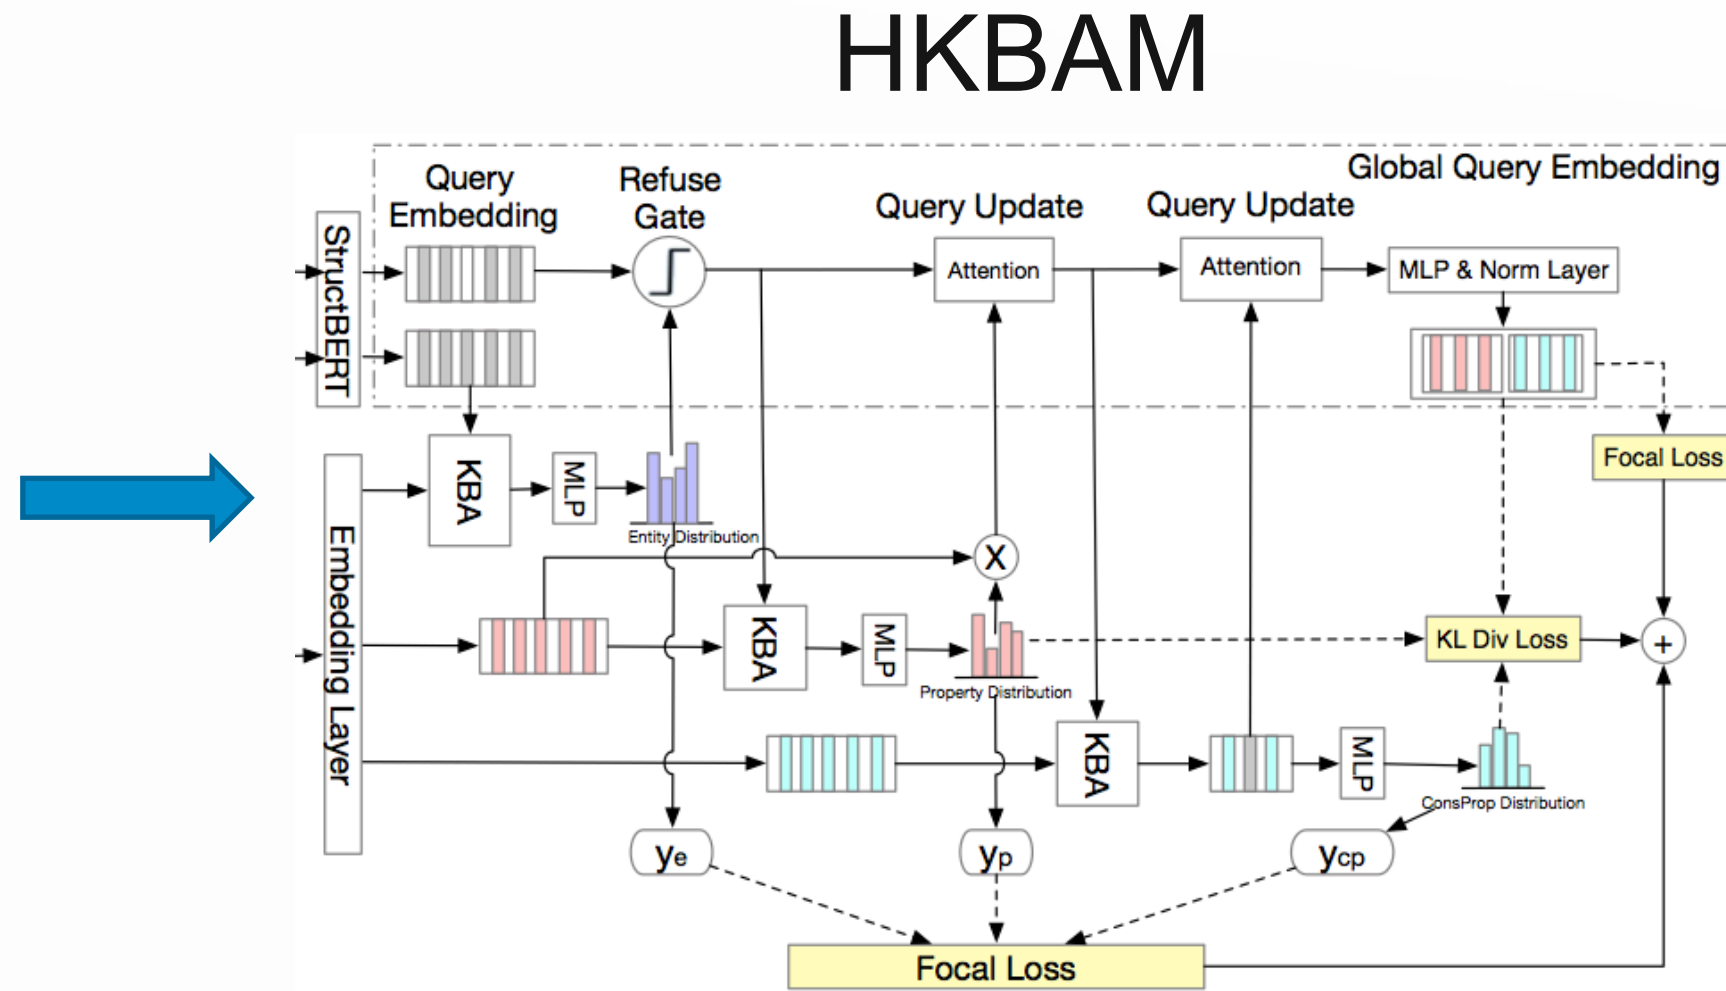 HKBAM
Global Query Embedding
Query
Embedding
Refuse
Gate
Query Update
Query Update
StructBERT
Attention
Attention
MLP & Norm Layer
Focal Loss
KBA
MLP
Entity Distribution
Embedding Layer
X
KBA
MLP
Property Distribution
KL Div Loss
+
KBA
MLP
ConsProp Distribution
ye
yp
ycp
Focal Loss